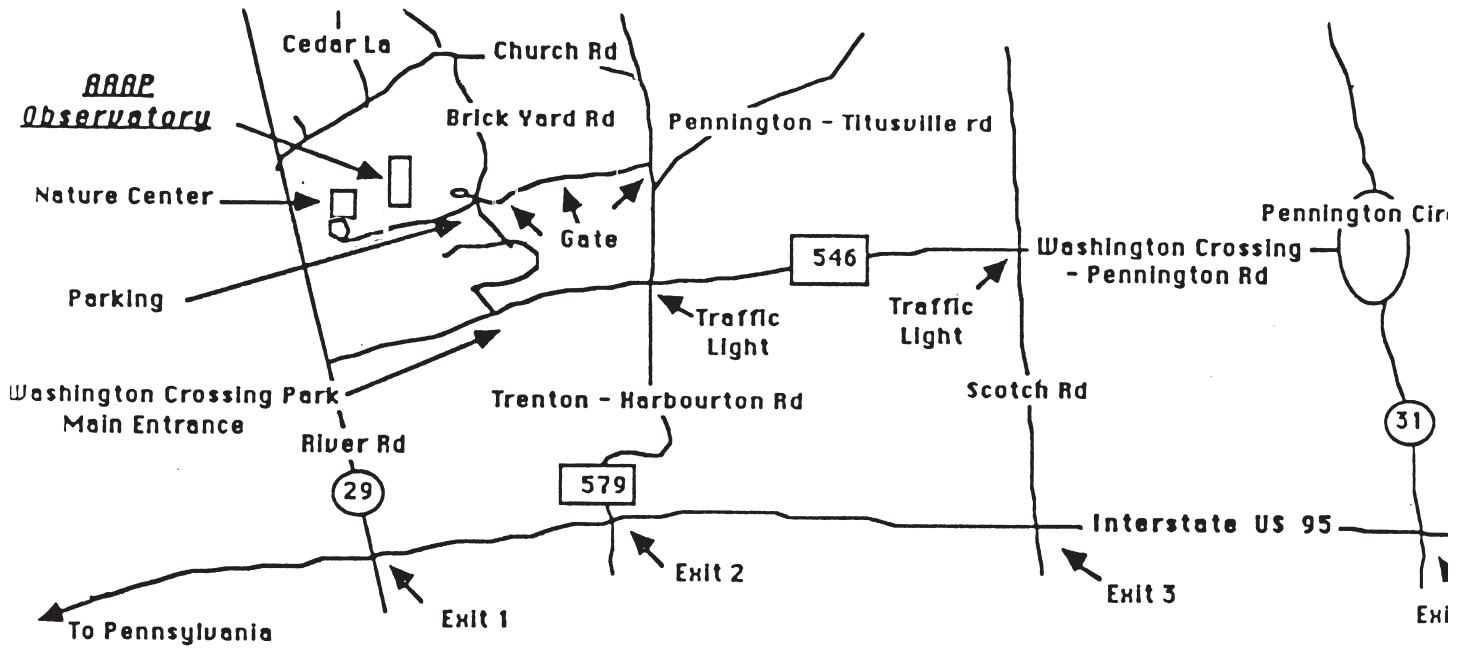 Cedar La
Church Rd
AAAP
Observatory
Brick Yard Rd
Pennington - Titusville rd
Nature Center
Gate
Pennington
546
Washington Crossing
- Pennington Rd
Parking
Traffic
Light
Traffic
Light
Washington Crossing Park
Main Entrance
Trenton - Harbourton Rd
Scotch Rd
31
River Rd
29
579
Interstate US 95
Exit 2
Exit 3
Exit 1
To Pennsylvania